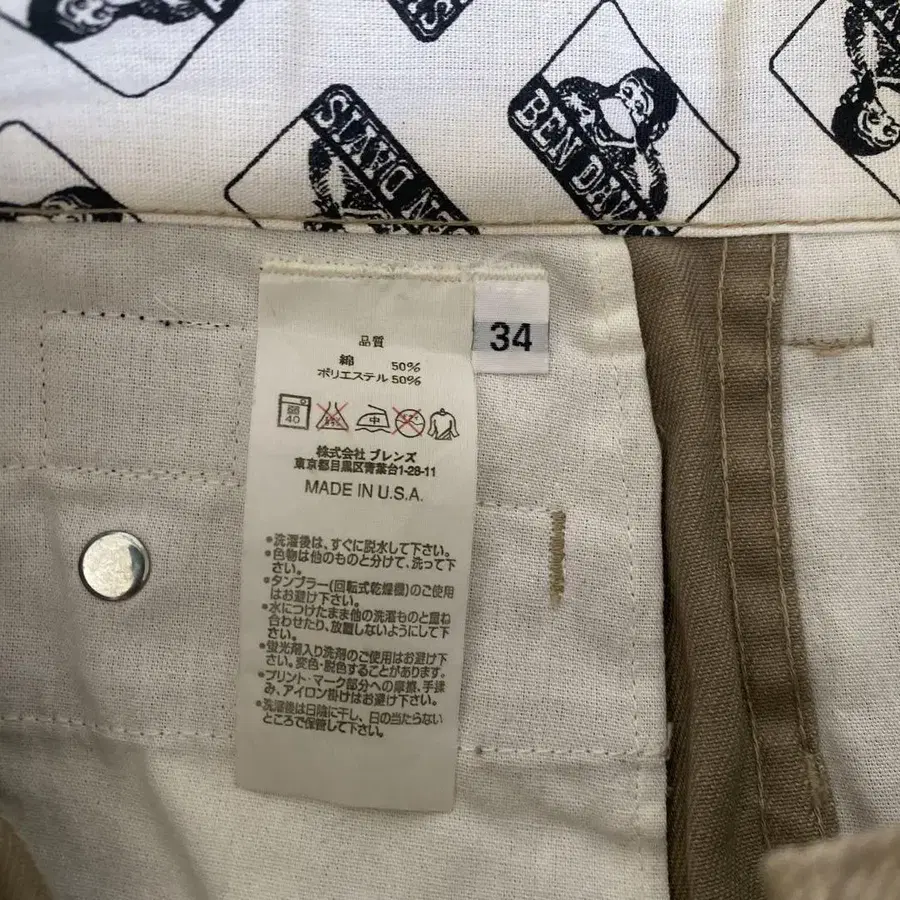 BEN DAVIS
BEN DAVIS
34
品質
綿 50%
ポリエステル 50%
弱
40
中
株式会社 ブレンズ
東京都目黒区青葉台1-28-11
MADE IN U.S.A.
•洗濯後は、すぐに脱水して下さい。
•色物は他のものと分けて、洗って下
さい。
•タンブラー(回転式乾燥機)のご使用
はお避け下さい。
•水につけたまま他の洗濯ものと重ね
合わせたり、放置しないようにして下
さい。
•蛍光剤入り洗剤のご使用はお避け下
さい。変色・脱色することがあります。
•プリント・マーク部分への摩擦、手揉
み、アイロン掛けはお避け下さい。
•洗濯後は日陰に干し、日の当たらない
ところで保管して下さい。